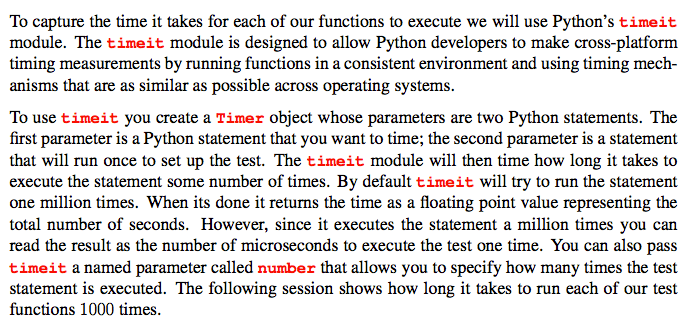 To capture the time it takes for each of our functions to execute we will use Python’s timeit
module. The timeit module is designed to allow Python developers to make cross-platform
timing measurements by running functions in a consistent environment and using timing mech-
anisms that are as similar as possible across operating systems.
To use timeit you create a Timer object whose parameters are two Python statements. The
first parameter is a Python statement that you want to time; the second parameter is a statement
that will run once to set up the test. The timeit module will then time how long it takes to
execute the statement some number of times. By default timeit will try to run the statement
one million times. When its done it returns the time as a floating point value representing the
total number of seconds. However, since it executes the statement a million times you can
read the result as the number of microseconds to execute the test one time. You can also pass
timeit a named parameter called number that allows you to specify how many times the test
statement is executed. The following session shows how long it takes to run each of our test
functions 1000 times.